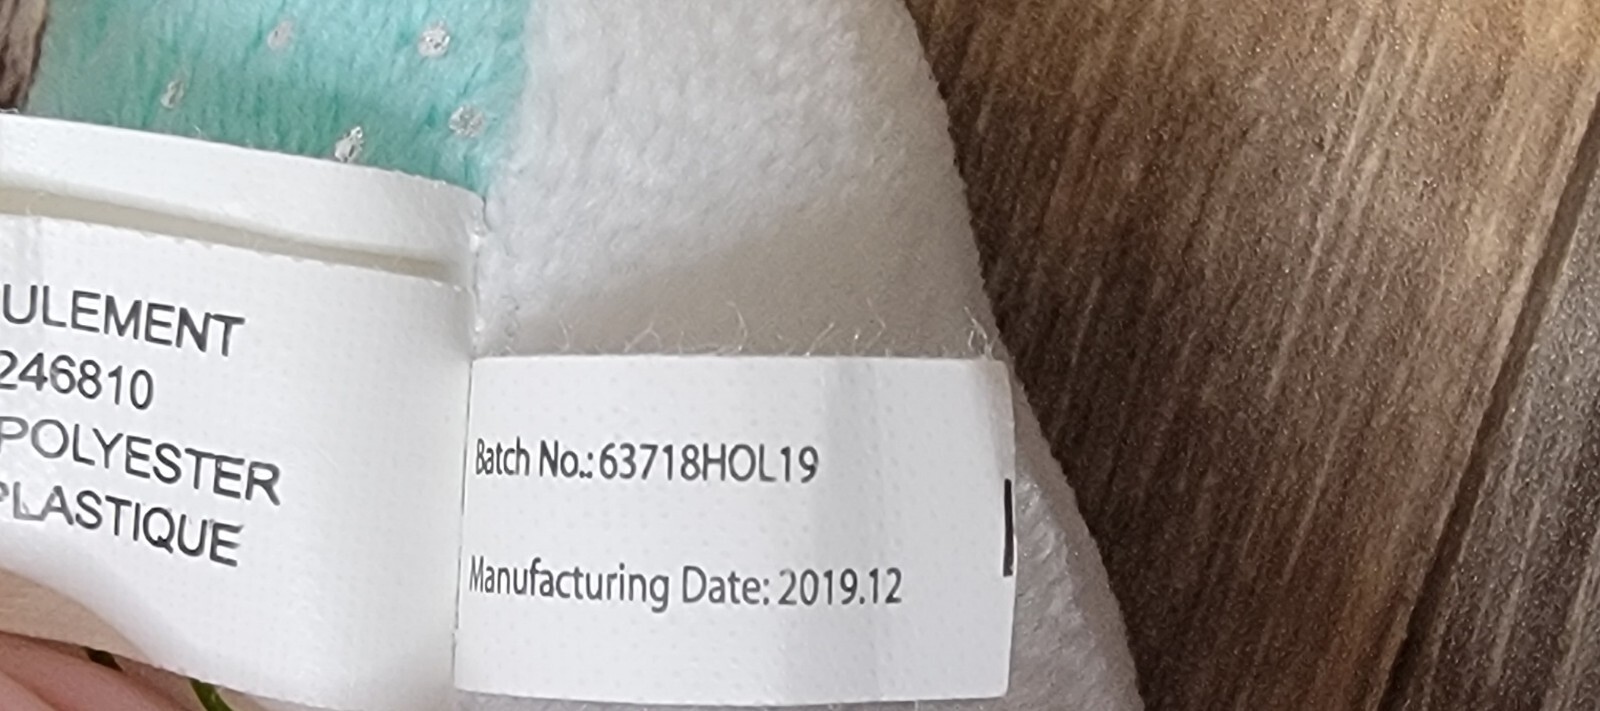 ULEMENT
246810
POLYESTER
PLASTIQUE
Batch No.: 63718HOL19
Manufacturing Date: 2019.12